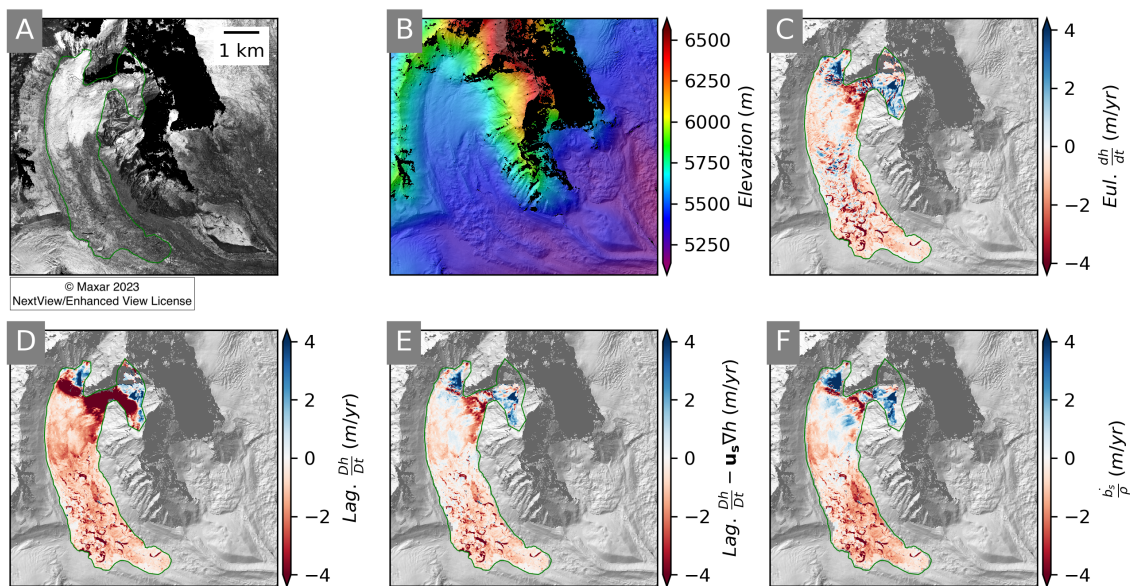 A
1 km
© Maxar 2023
NextView/Enhanced View License
B
6500
6250
6000
5750
5500
5250
Elevation (m)
C
4
2
0
−2
−4
Eul. dh/dt (m/yr)
D
4
2
0
−2
−4
Lag. Dh/Dt (m/yr)
E
4
2
0
−2
−4
Lag. Dh/Dt − u_s∇h (m/yr)
F
4
2
0
−2
−4
ḃ_s/ρ (m/yr)